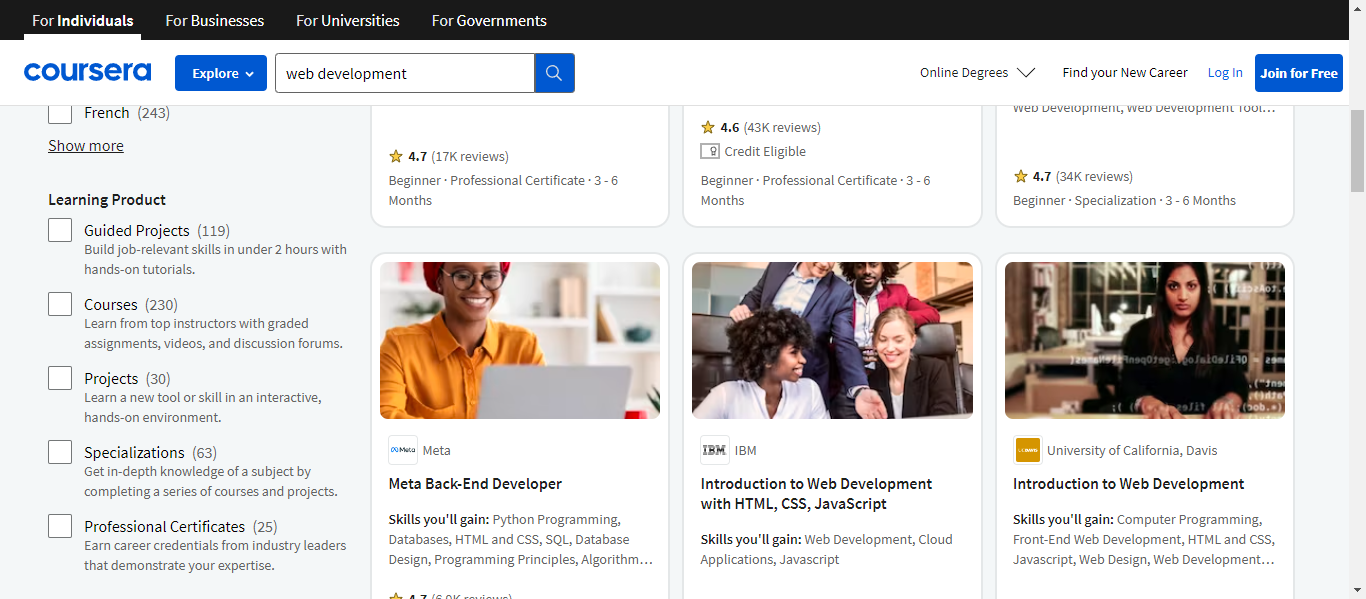 For Individuals
For Businesses
For Universities
For Governments
coursera
Explore
web development
Online Degrees
Find your New Career
Log In
Join for Free
French (243)
Show more
Learning Product
Guided Projects (119)
Build job-relevant skills in under 2 hours with
hands-on tutorials.
Courses (230)
Learn from top instructors with graded
assignments, videos, and discussion forums.
Projects (30)
Learn a new tool or skill in an interactive,
hands-on environment.
Specializations (63)
Get in-depth knowledge of a subject by
completing a series of courses and projects.
Professional Certificates (25)
Earn career credentials from industry leaders
that demonstrate your expertise.
4.7 (17K reviews)
Beginner · Professional Certificate · 3 - 6
Months
4.6 (43K reviews)
Credit Eligible
Beginner · Professional Certificate · 3 - 6
Months
Web Development, Web Development Tool…
4.7 (34K reviews)
Beginner · Specialization · 3 - 6 Months
Meta
Meta
Meta Back-End Developer
Skills you'll gain: Python Programming,
Databases, HTML and CSS, SQL, Database
Design, Programming Principles, Algorithm…
4.7 (6.9K reviews)
IBM
IBM
Introduction to Web Development
with HTML, CSS, JavaScript
Skills you'll gain: Web Development, Cloud
Applications, Javascript
University of California, Davis
Introduction to Web Development
Skills you'll gain: Computer Programming,
Front-End Web Development, HTML and CSS,
Javascript, Web Design, Web Development…